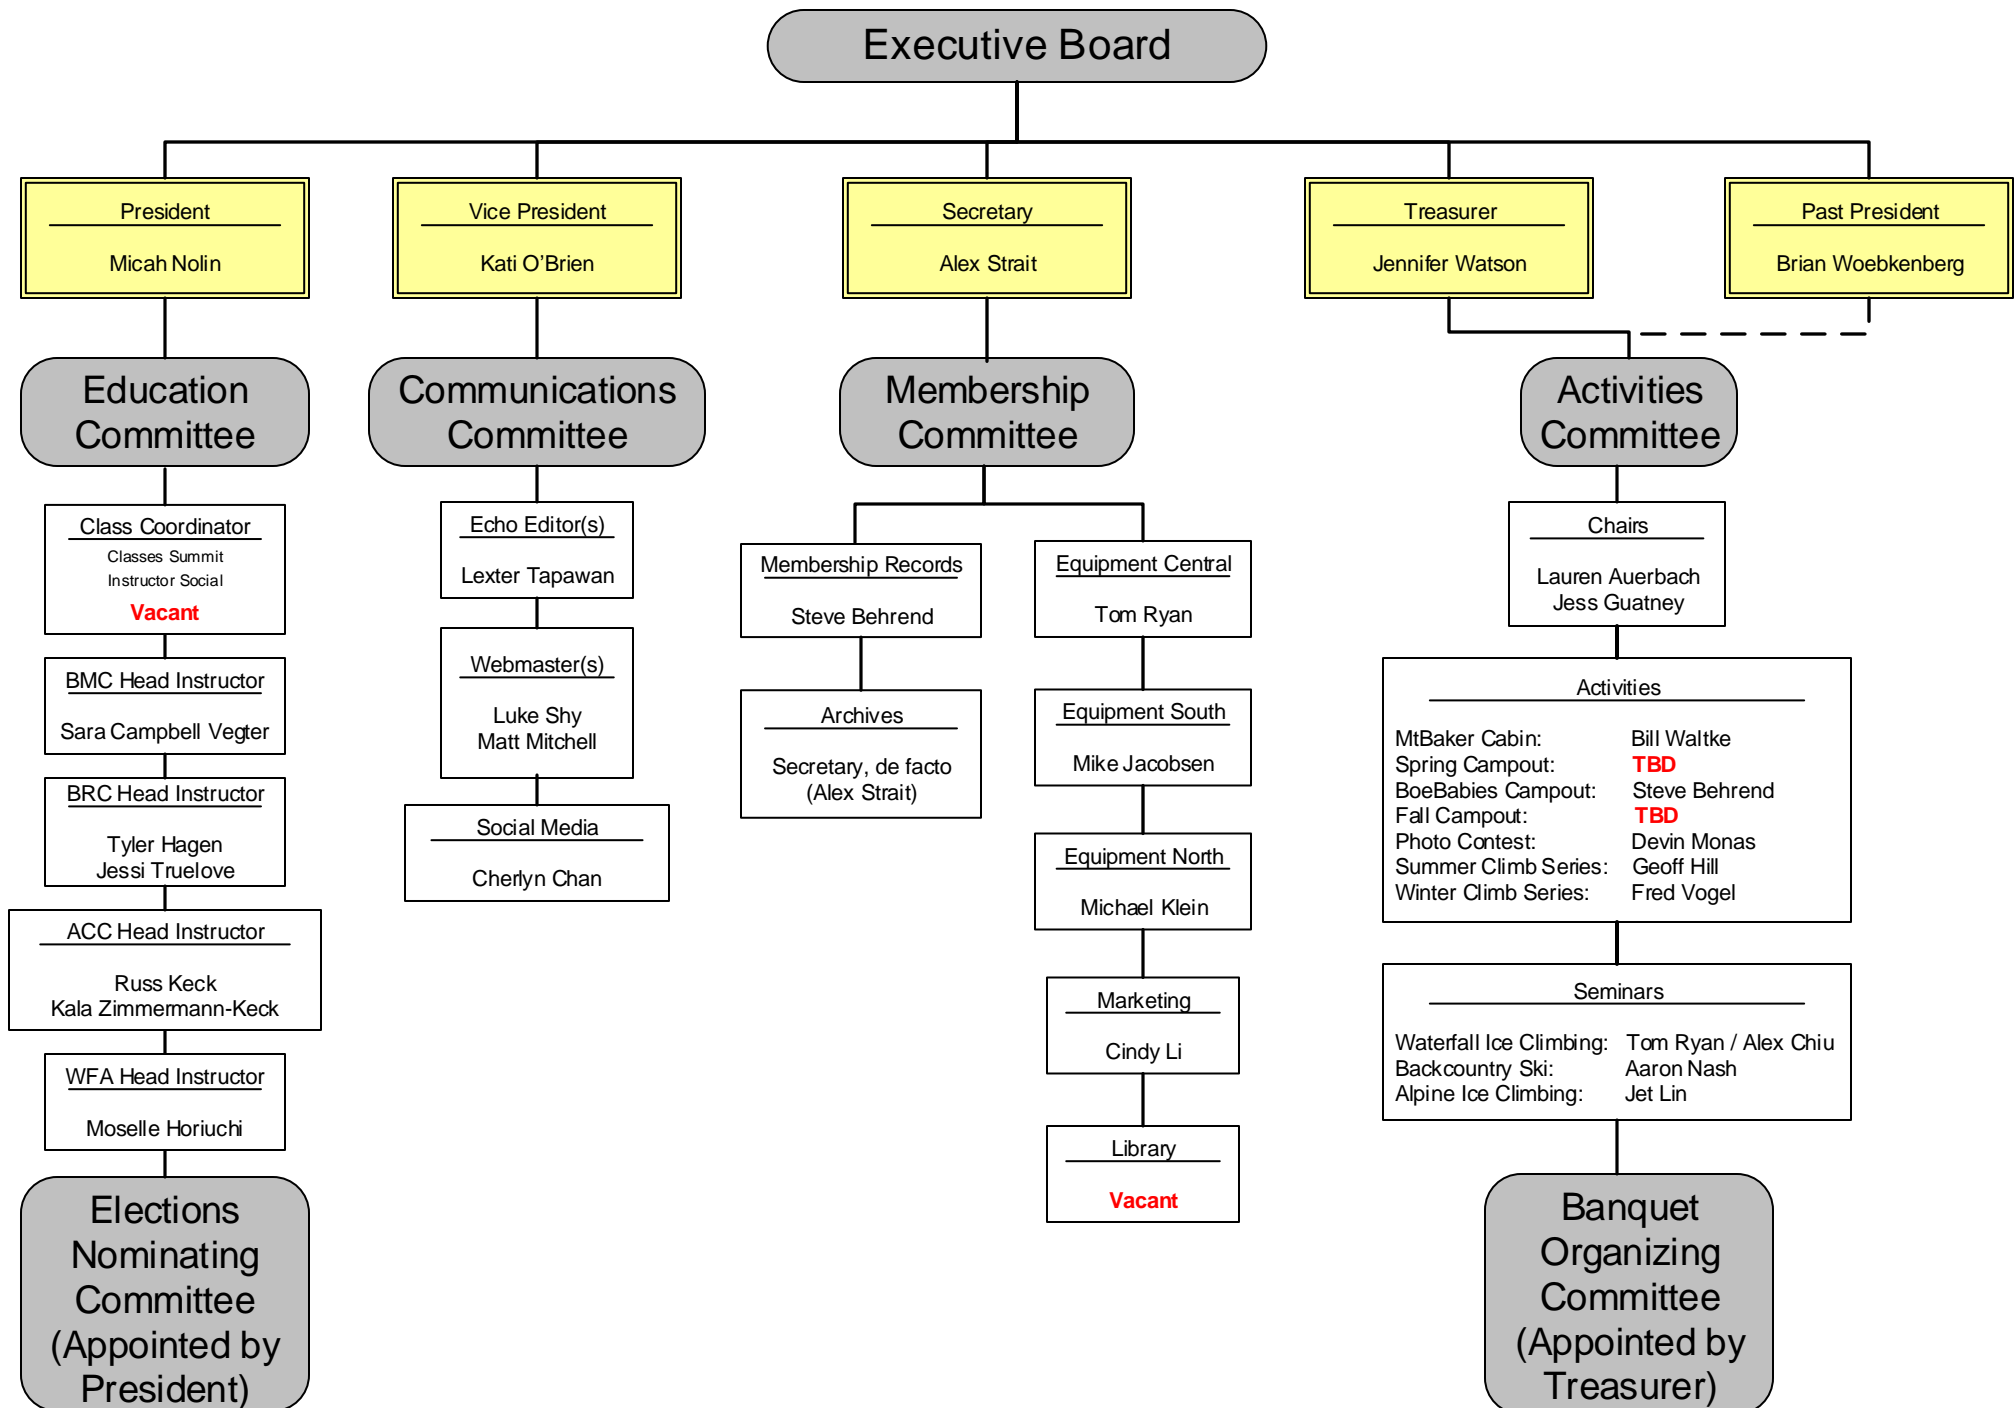 Executive Board
President
Micah Nolin
Vice President
Kati O'Brien
Secretary
Alex Strait
Treasurer
Jennifer Watson
Past President
Brian Woebkenberg
Education
Committee
Class Coordinator
Classes Summit
Instructor Social
Vacant
BMC Head Instructor
Sara Campbell Vegter
BRC Head Instructor
Tyler Hagen
Jessi Truelove
ACC Head Instructor
Russ Keck
Kala Zimmermann-Keck
WFA Head Instructor
Moselle Horiuchi
Elections
Nominating
Committee
(Appointed by
President)
Communications
Committee
Echo Editor(s)
Lexter Tapawan
Webmaster(s)
Luke Shy
Matt Mitchell
Social Media
Cherlyn Chan
Membership
Committee
Membership Records
Steve Behrend
Archives
Secretary, de facto
(Alex Strait)
Equipment Central
Tom Ryan
Equipment South
Mike Jacobsen
Equipment North
Michael Klein
Marketing
Cindy Li
Library
Vacant
Activities
Committee
Chairs
Lauren Auerbach
Jess Guatney
Activities
MtBaker Cabin: Bill Waltke
Spring Campout: TBD
BoeBabies Campout: Steve Behrend
Fall Campout: TBD
Photo Contest: Devin Monas
Summer Climb Series: Geoff Hill
Winter Climb Series: Fred Vogel
Seminars
Waterfall Ice Climbing: Tom Ryan / Alex Chiu
Backcountry Ski: Aaron Nash
Alpine Ice Climbing: Jet Lin
Banquet
Organizing
Committee
(Appointed by
Treasurer)